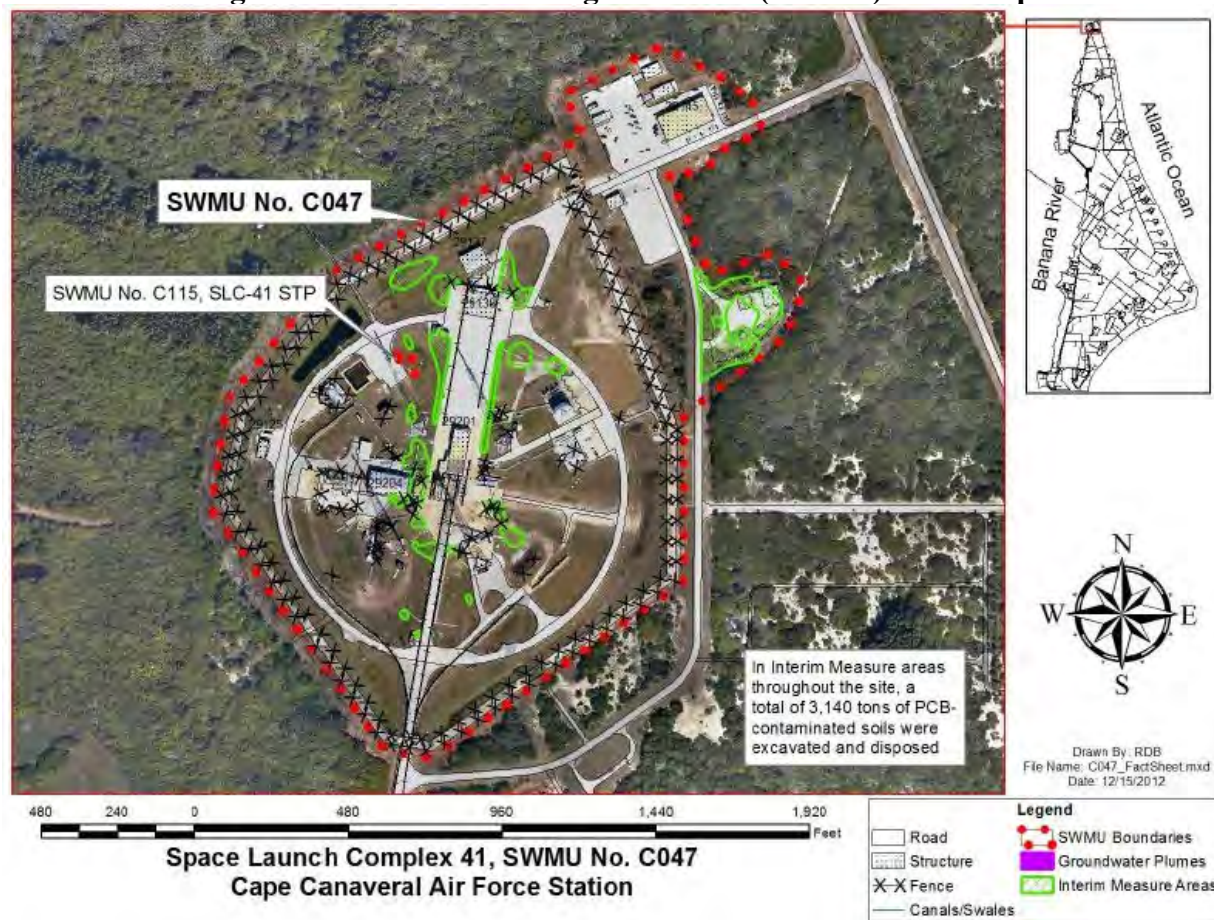 SWMU No. C047
SWMU No. C115, SLC-41 STP
29201
29204
In Interim Measure areas
throughout the site, a
total of 3,140 tons of PCB-
contaminated soils were
excavated and disposed
Atlantic Ocean
Banana River
N
W E
S
Drawn By: RDB
File Name: C047_FactSheet.mxd
Date: 12/15/2012
480 240 0 480 960 1,440 1,920
Feet
Space Launch Complex 41, SWMU No. C047
Cape Canaveral Air Force Station
Legend
Road
Structure
Fence
Canals/Swales
SWMU Boundaries
Groundwater Plumes
Interim Measure Areas